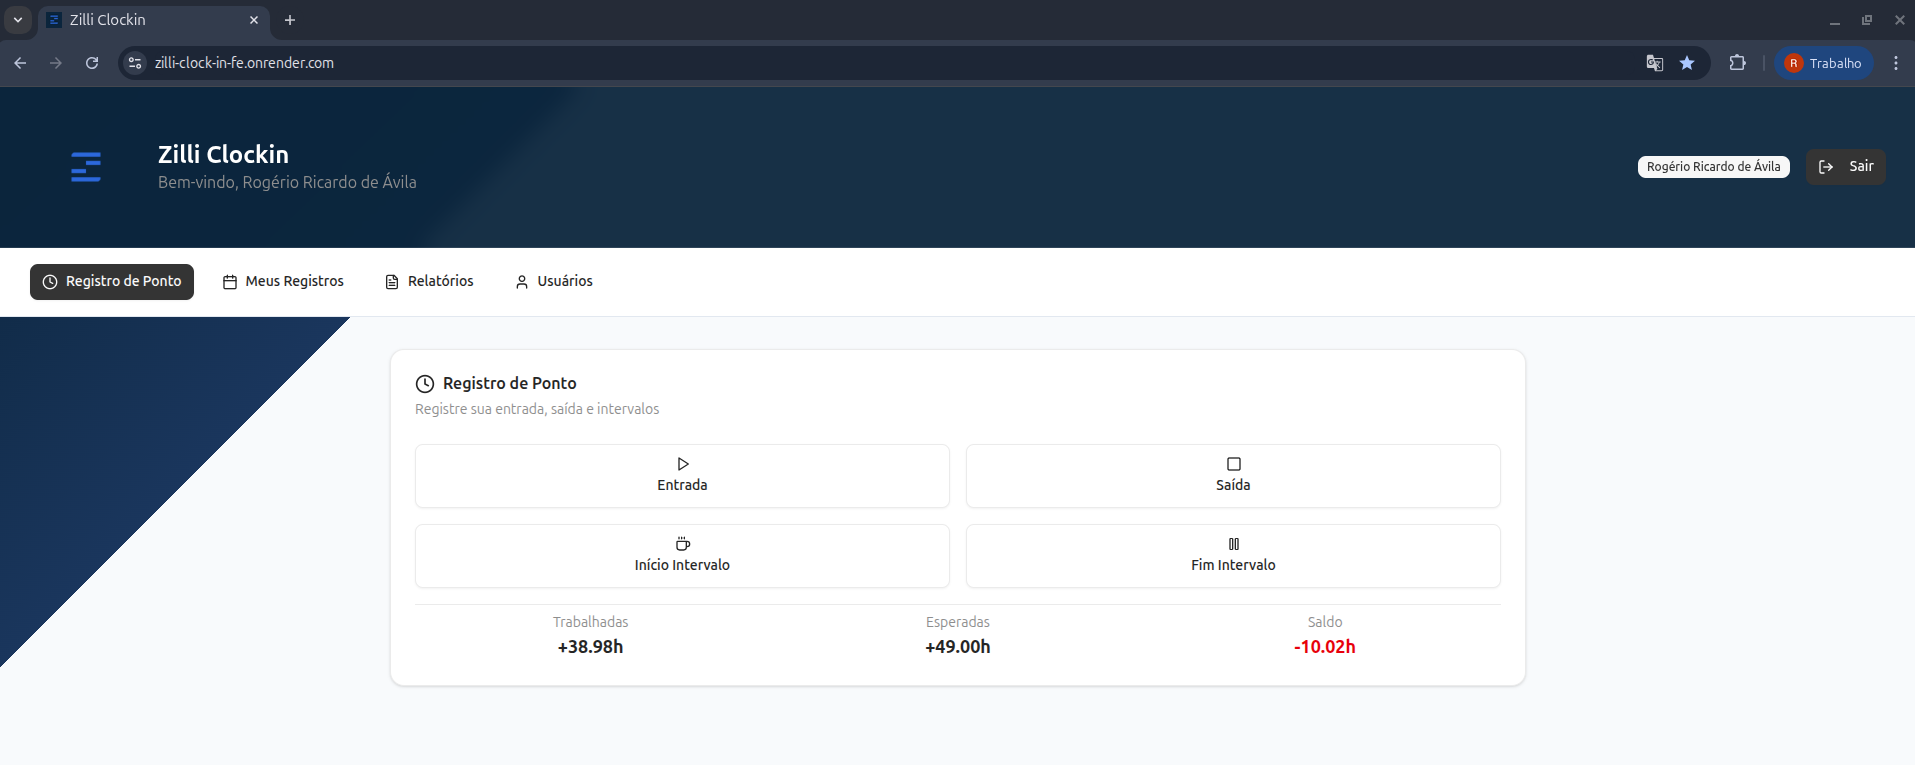 Zilli Clockin
zilli-clock-in-fe.onrender.com
R Trabalho
Zilli Clockin
Bem-vindo, Rogério Ricardo de Ávila
Rogério Ricardo de Ávila
Sair
Registro de Ponto
Meus Registros
Relatórios
Usuários
Registro de Ponto
Registre sua entrada, saída e intervalos
Entrada
Saída
Início Intervalo
Fim Intervalo
Trabalhadas
Esperadas
Saldo
+38.98h
+49.00h
-10.02h